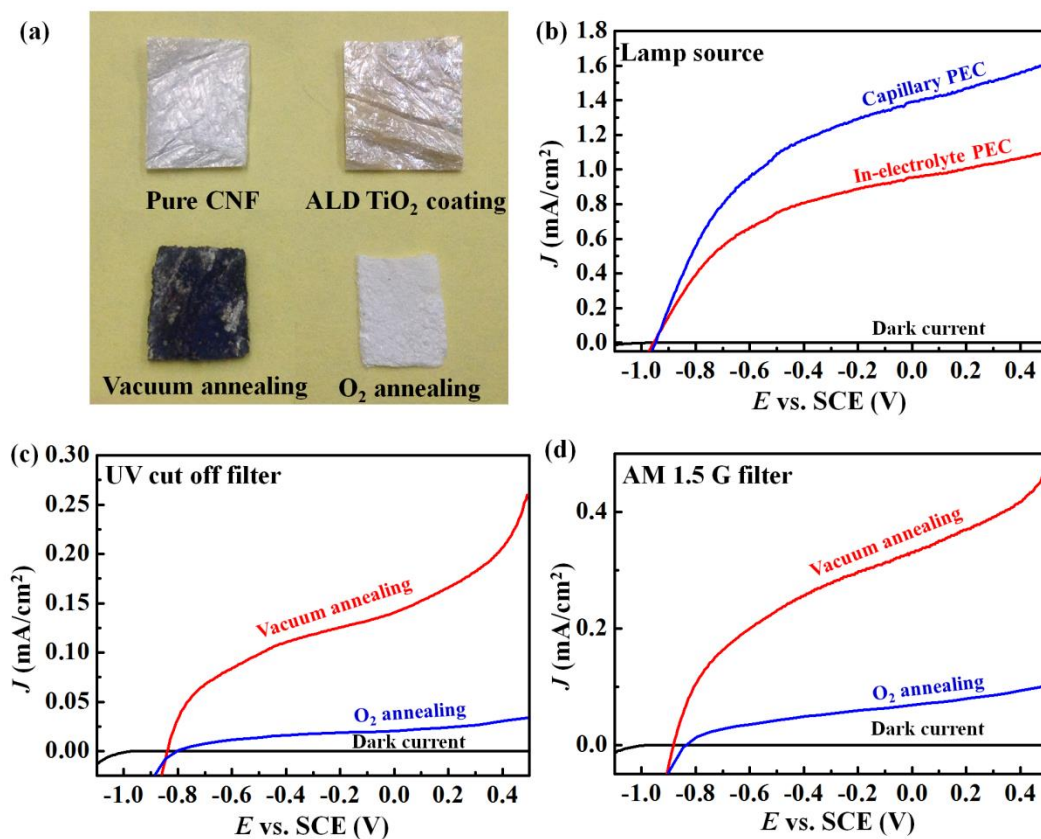 (a)
Pure CNF
ALD TiO₂ coating
Vacuum annealing
O₂ annealing
(b)
Lamp source
1.8
1.6
1.4
1.2
1.0
0.8
0.6
0.4
0.2
0.0
J (mA/cm²)
Capillary PEC
In-electrolyte PEC
Dark current
-1.0 -0.8 -0.6 -0.4 -0.2 0.0 0.2 0.4
E vs. SCE (V)
(c)
UV cut off filter
0.30
0.25
0.20
0.15
0.10
0.05
0.00
J (mA/cm²)
Vacuum annealing
O₂ annealing
Dark current
-1.0 -0.8 -0.6 -0.4 -0.2 0.0 0.2 0.4
E vs. SCE (V)
(d)
AM 1.5 G filter
0.4
0.2
0.0
J (mA/cm²)
Vacuum annealing
O₂ annealing
Dark current
-1.0 -0.8 -0.6 -0.4 -0.2 0.0 0.2 0.4
E vs. SCE (V)